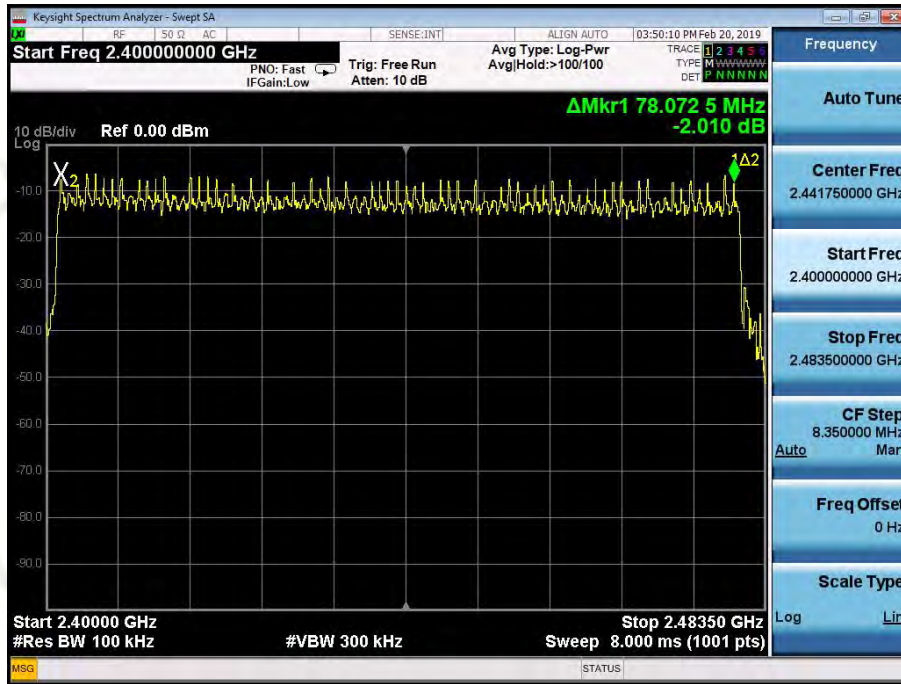 Keysight Spectrum Analyzer - Swept SA
LXI RF 50 Ω AC SENSE:INT ALIGN AUTO 03:50:10 PM Feb 20, 2019
Start Freq 2.400000000 GHz
PNO: Fast
IFGain:Low
Trig: Free Run
Atten: 10 dB
Avg Type: Log-Pwr
Avg|Hold:>100/100
TRACE 1 2 3 4 5 6
TYPE M WWWWW
DET P N N N N N
ΔMkr1 78.072 5 MHz
-2.010 dB
10 dB/div Ref 0.00 dBm
Log
X2
1Δ2
-10.0
-20.0
-30.0
-40.0
-50.0
-60.0
-70.0
-80.0
-90.0
Start 2.40000 GHz Stop 2.48350 GHz
#Res BW 100 kHz #VBW 300 kHz Sweep 8.000 ms (1001 pts)
MSG STATUS
Frequency
Auto Tune
Center Freq
2.441750000 GHz
Start Freq
2.400000000 GHz
Stop Freq
2.483500000 GHz
CF Step
8.350000 MHz
Auto Man
Freq Offset
0 Hz
Scale Type
Log Lin